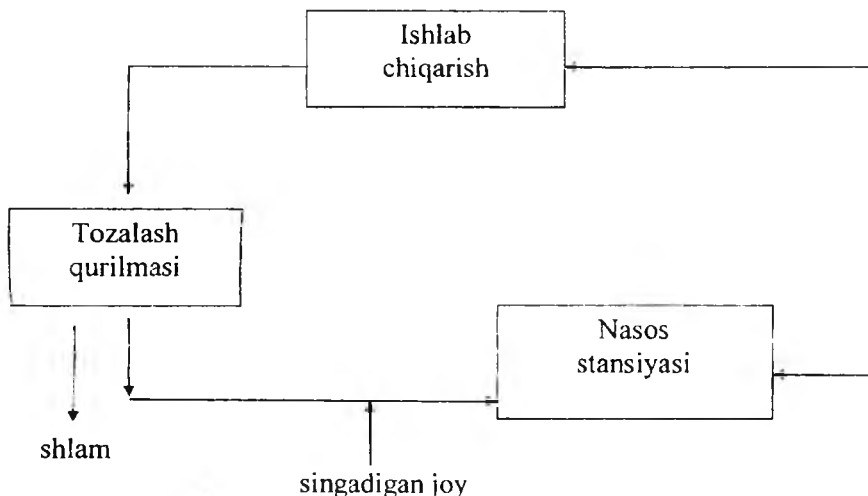 Ishlab
chiqarish
Tozalash
qurilmasi
Nasos
stansiyasi
shlam
singadigan joy